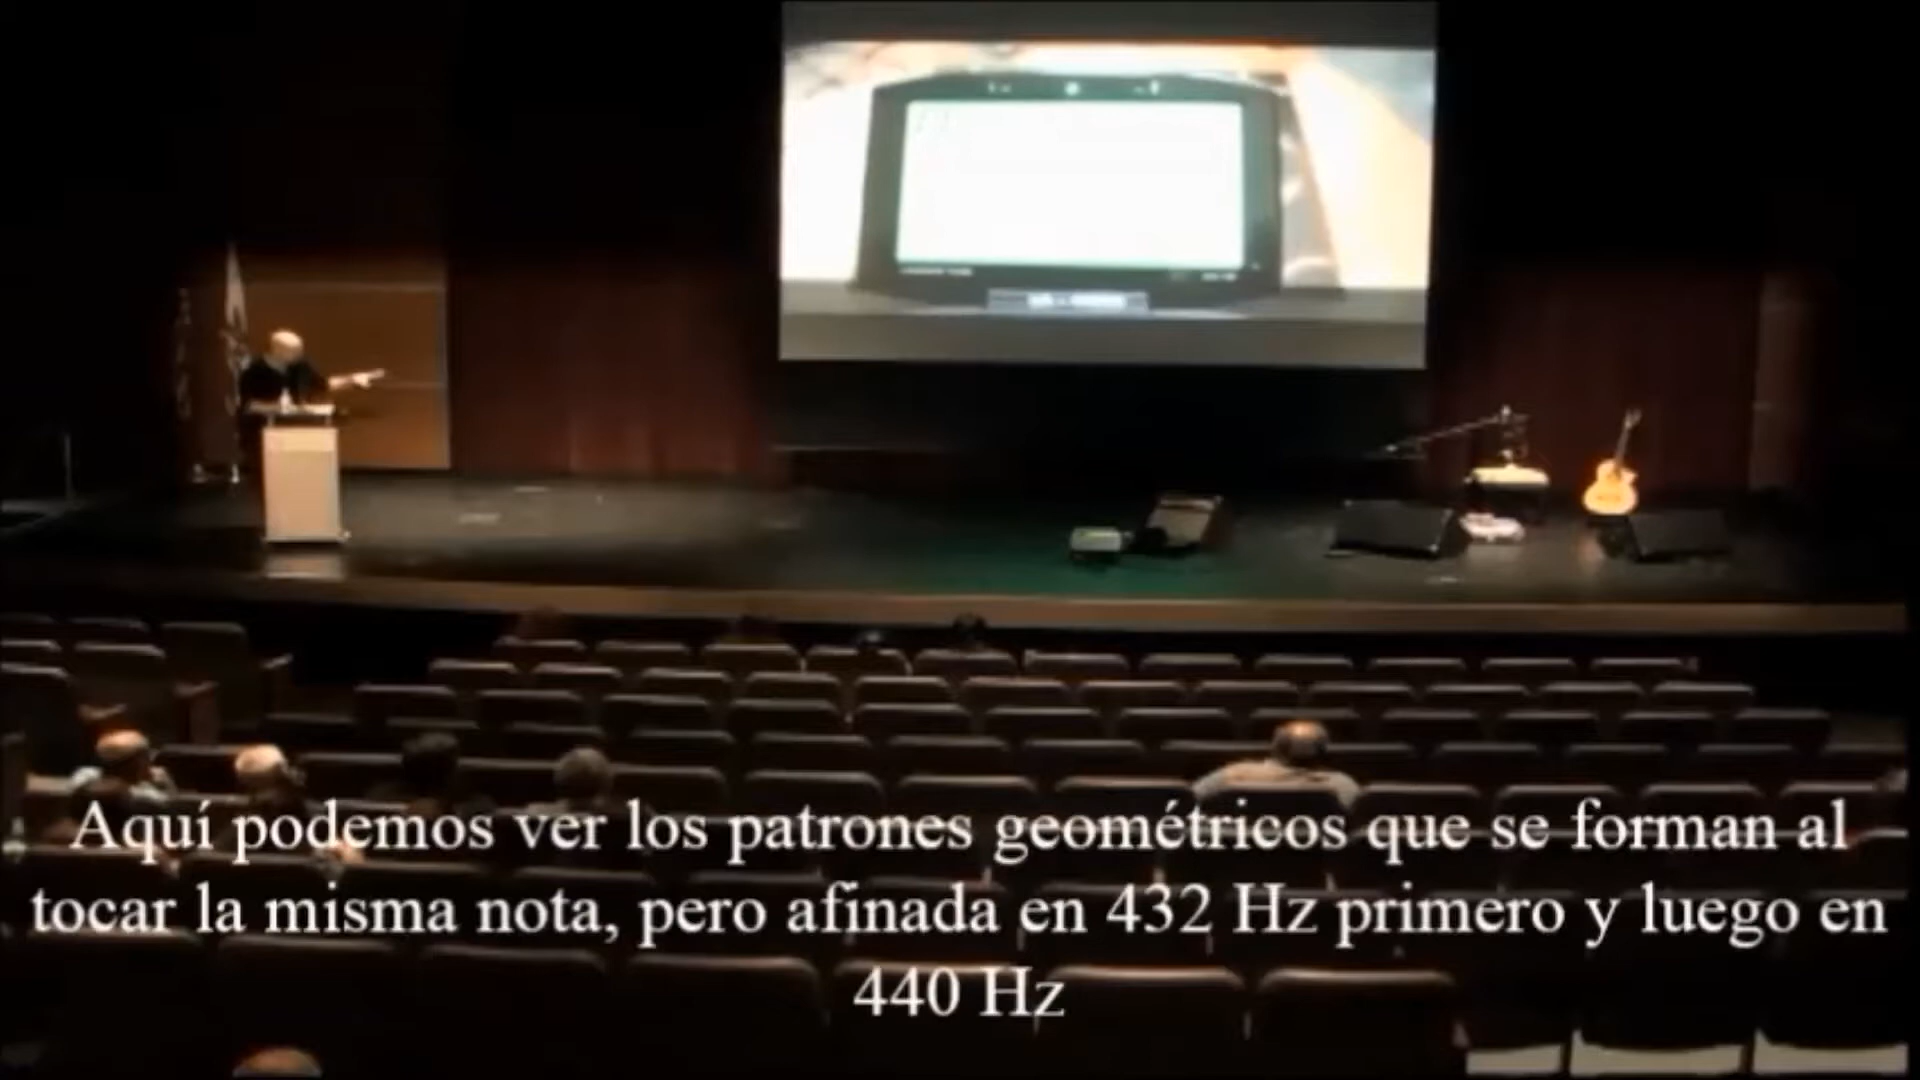 Aquí podemos ver los patrones geométricos que se forman al
tocar la misma nota, pero afinada en 432 Hz primero y luego en
440 Hz